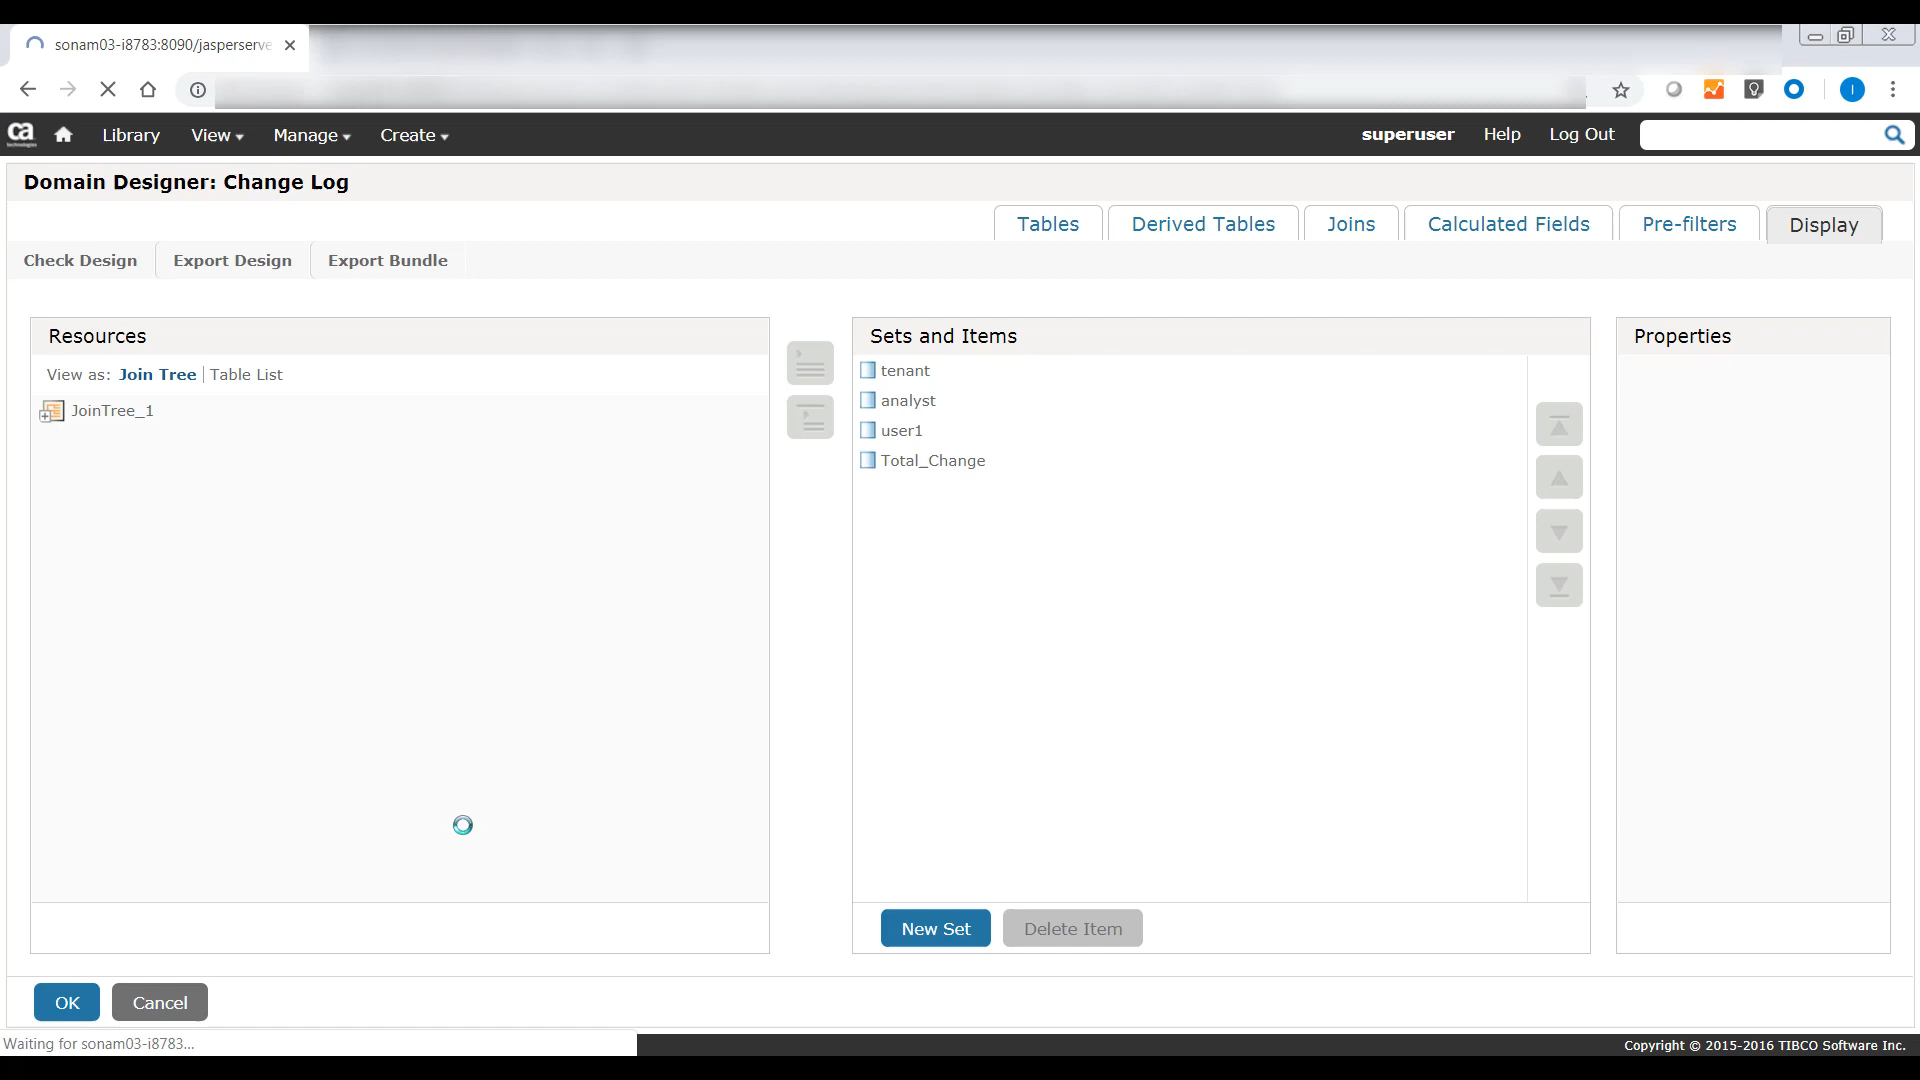 sonam03-i8783:8090/jasperserve
ca
technologies
Library
View
Manage
Create
superuser
Help
Log Out
Domain Designer: Change Log
Tables
Derived Tables
Joins
Calculated Fields
Pre-filters
Display
Check Design
Export Design
Export Bundle
Resources
Sets and Items
Properties
View as: Join Tree | Table List
JoinTree_1
tenant
analyst
user1
Total_Change
New Set
Delete Item
OK
Cancel
Waiting for sonam03-i8783...
Copyright © 2015-2016 TIBCO Software Inc.